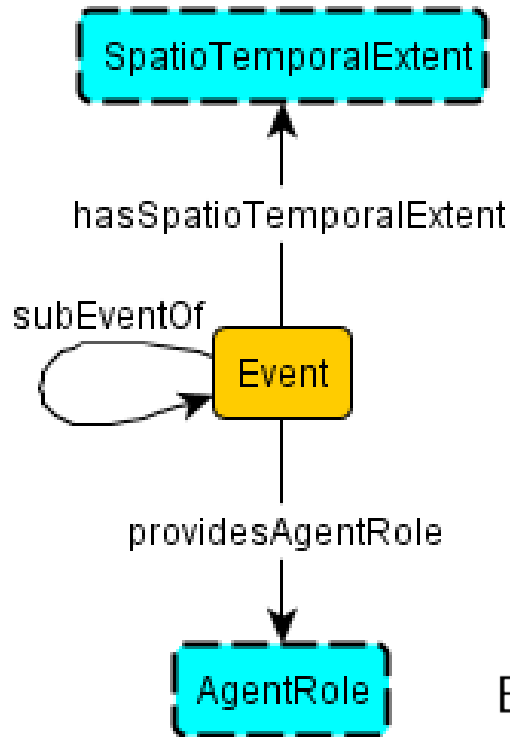 SpatioTemporalExtent
hasSpatioTemporalExtent
subEventOf
Event
providesAgentRole
AgentRole